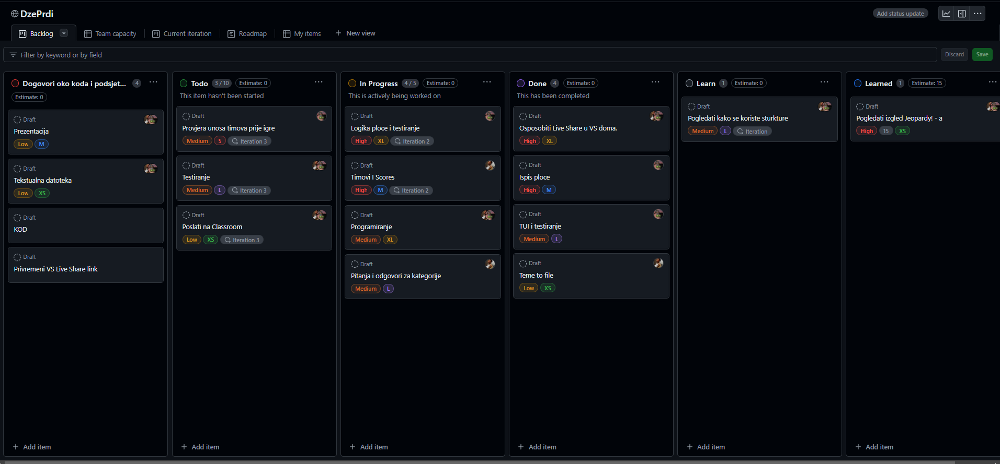 DzePrdi
Add status update
Backlog
Team capacity
Current iteration
Roadmap
My items
New view
Filter by keyword or by field
Discard
Save
Dogovori oko koda i podsjet... 4
Estimate: 0
Draft
Prezentacija
Low M
Draft
Tekstualna datoteka
Low XS
Draft
KOD
Draft
Privremeni VS Live Share link
Add item
Todo 3 / 10 Estimate: 0
This item hasn't been started
Draft
Provjera unosa timova prije igre
Medium S Iteration 3
Draft
Testiranje
Medium L Iteration 3
Draft
Poslati na Classroom
Low XS Iteration 3
Add item
In Progress 4 / 5 Estimate: 0
This is actively being worked on
Draft
Logika ploce i testiranje
High XL Iteration 2
Draft
Timovi I Scores
High M Iteration 2
Draft
Programiranje
Medium XL
Draft
Pitanja i odgovori za kategorije
Medium L
Add item
Done 4 Estimate: 0
This has been completed
Draft
Osposobiti Live Share u VS doma.
High XL
Draft
Ispis ploce
High M
Draft
TUI i testiranje
Medium L
Draft
Teme to file
Low XS
Add item
Learn 1 Estimate: 0
Draft
Pogledati kako se koriste sturkture
Medium L Iteration
Add item
Learned 1 Estimate: 15
Draft
Pogledati izgled Jeopardy! - a
High 15 XS
Add item